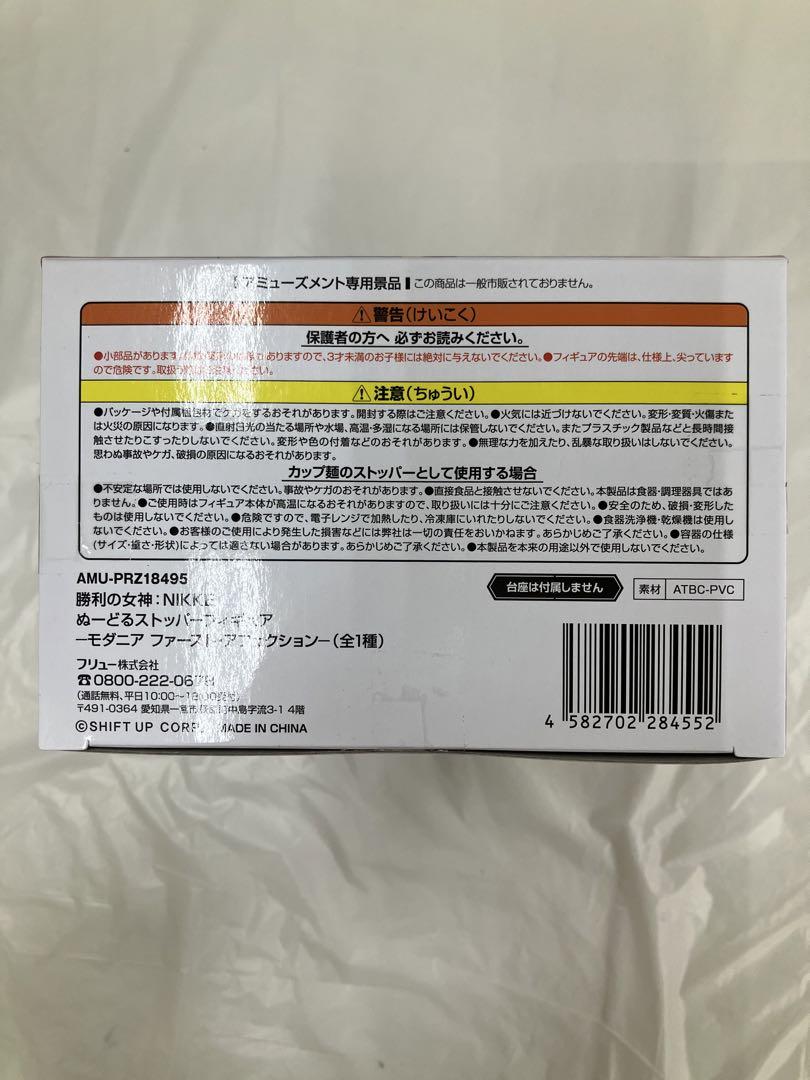 アミューズメント専用景品 ┃ この商品は一般市販されておりません。
⚠警告(けいこく)
保護者の方へ 必ずお読みください。
●小部品があります ありますので、3才未満のお子様には絶対に与えないでください。●フィギュアの先端は、仕様上、尖っています
ので危険です。取扱 ください。
⚠注意(ちゅうい)
●パッケージや付属梱包材でケガをするおそれがあります。開封する際はご注意ください。●火気には近づけないでください。変形・変質・火傷また
は火災の原因になります。●直射日光の当たる場所や水場、高温・多湿になる場所には保管しないでください。またプラスチック製品などと長時間接
触させたりこすったりしないでください。変形や色の付着などのおそれがあります。●無理な力を加えたり、乱暴な取り扱いはしないでください。
思わぬ事故やケガ、破損の原因になるおそれがあります。
カップ麺のストッパーとして使用する場合
●不安定な場所では使用しないでください。事故やケガのおそれがあります。●直接食品と接触させないでください。本製品は食器・調理器具ではあ
りません。●ご使用時はフィギュア本体が高温になるおそれがありますので、取り扱いには十分にご注意ください。●安全のため、破損・変形した
ものは使用しないでください。●危険ですので、電子レンジで加熱したり、冷凍庫にいれたりしないでください。●食器洗浄機・乾燥機は使用し
ないでください。●お客様のご使用により発生した損害などには弊社は一切の責任をおいかねます。あらかじめご了承ください。●容器の仕様
(サイズ・重さ・形状)によっては適さない場合があります。あらかじめご了承ください。●本製品を本来の用途以外で使用しないでください。
AMU-PRZ18495
台座は付属しません
素材 ATBC-PVC
勝利の女神:NIKKE
ぬーどるストッパーフィギュア
ーモダニア ファーストアフェクションー(全1種)
フリュー株式会社
☎0800-222-06
(通話無料、平日10:00~18:00受付)
〒491-0364 愛知県一宮市萩原町中島字流3-1 4階
©SHIFT UP CORP. MADE IN CHINA
4 582702 284552